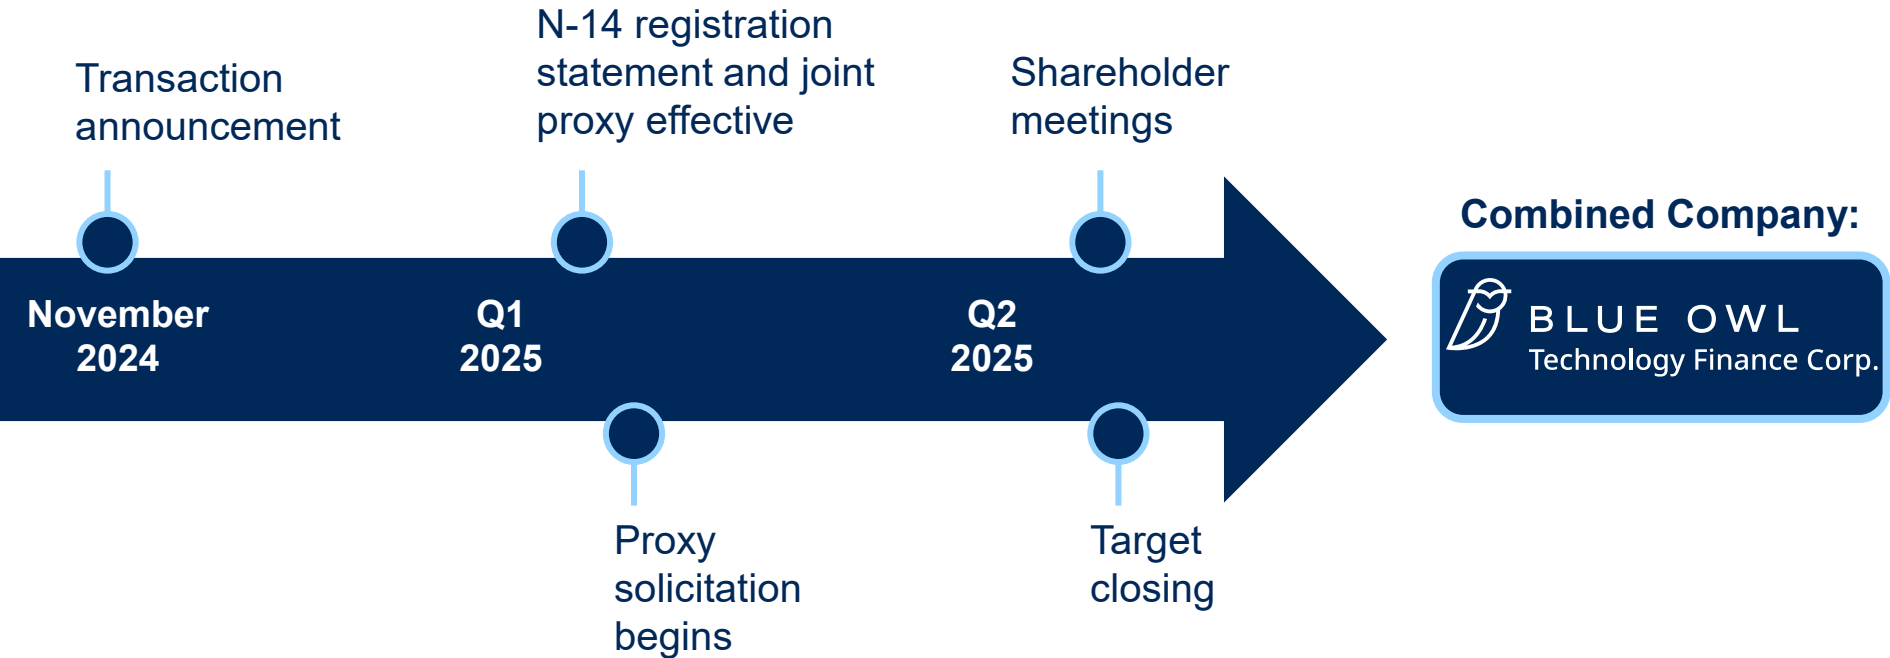 Transaction
announcement
N-14 registration
statement and joint
proxy effective
Shareholder
meetings
November
2024
Q1
2025
Q2
2025
Proxy
solicitation
begins
Target
closing
Combined Company:
BLUE OWL
Technology Finance Corp.